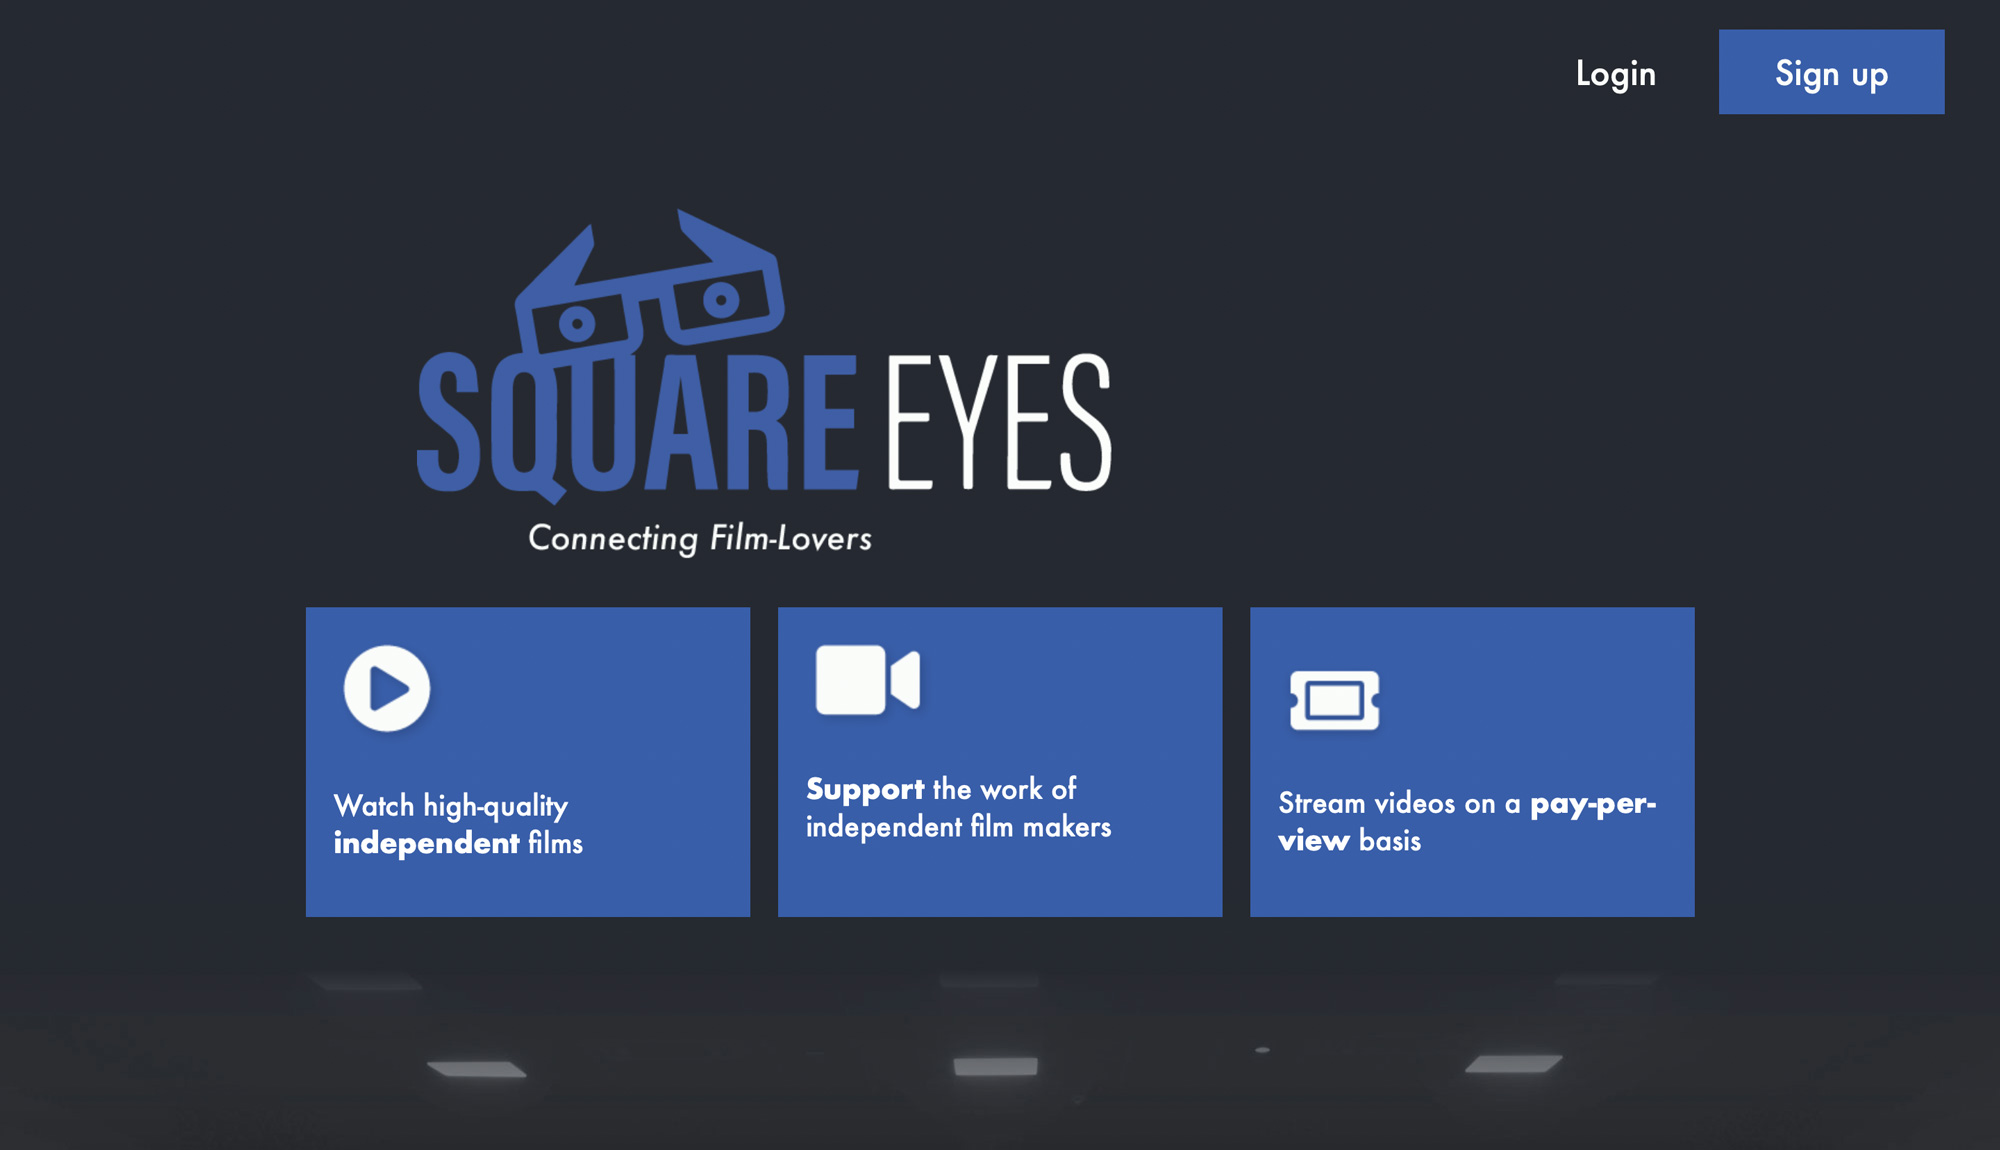 Login
Sign up
SQUARE EYES
Connecting Film-Lovers
Watch high-quality
independent films
Support the work of
independent film makers
Stream videos on a pay-per-
view basis